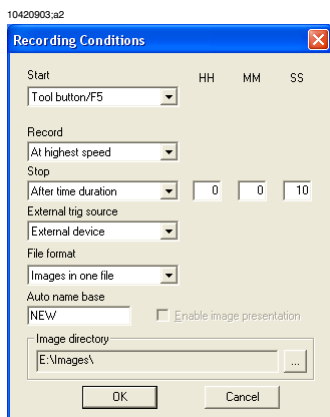 10420903;a2
Recording Conditions
Start HH MM SS
Tool button/F5
Record
At highest speed
Stop
After time duration 0 0 10
External trig source
External device
File format
Images in one file
Auto name base
NEW Enable image presentation
Image directory
E:\Images\ ...
OK Cancel